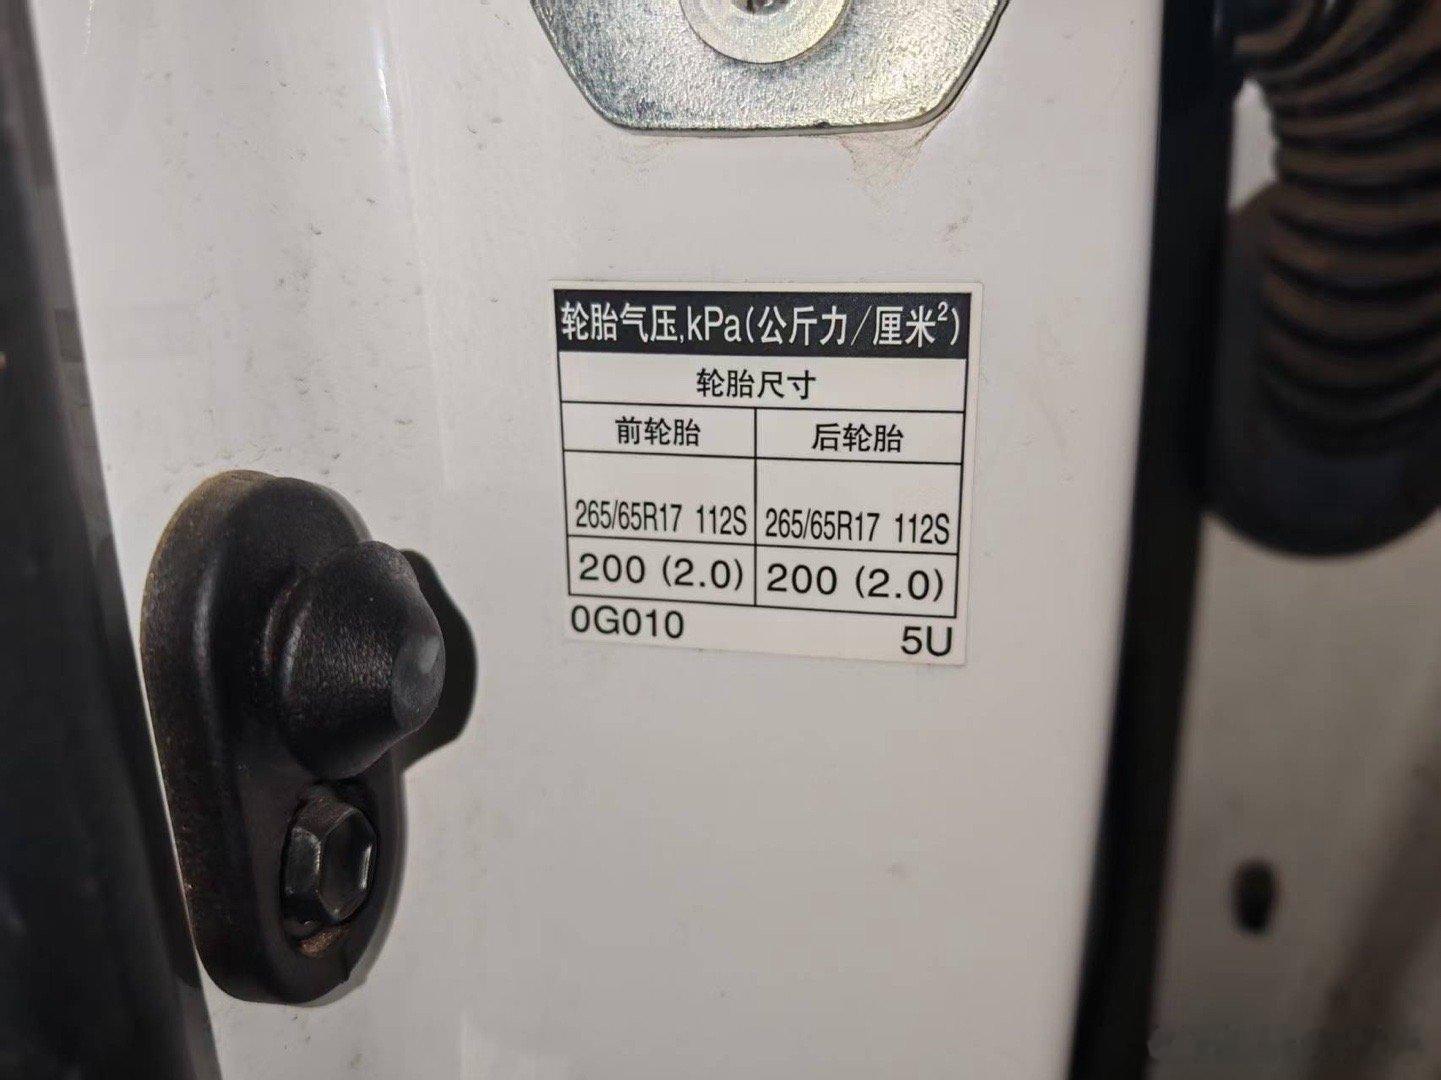 轮胎气压,kPa(公斤力/厘米²)
轮胎尺寸
前轮胎 后轮胎
265/65R17 112S 265/65R17 112S
200 (2.0) 200 (2.0)
0G010 5U